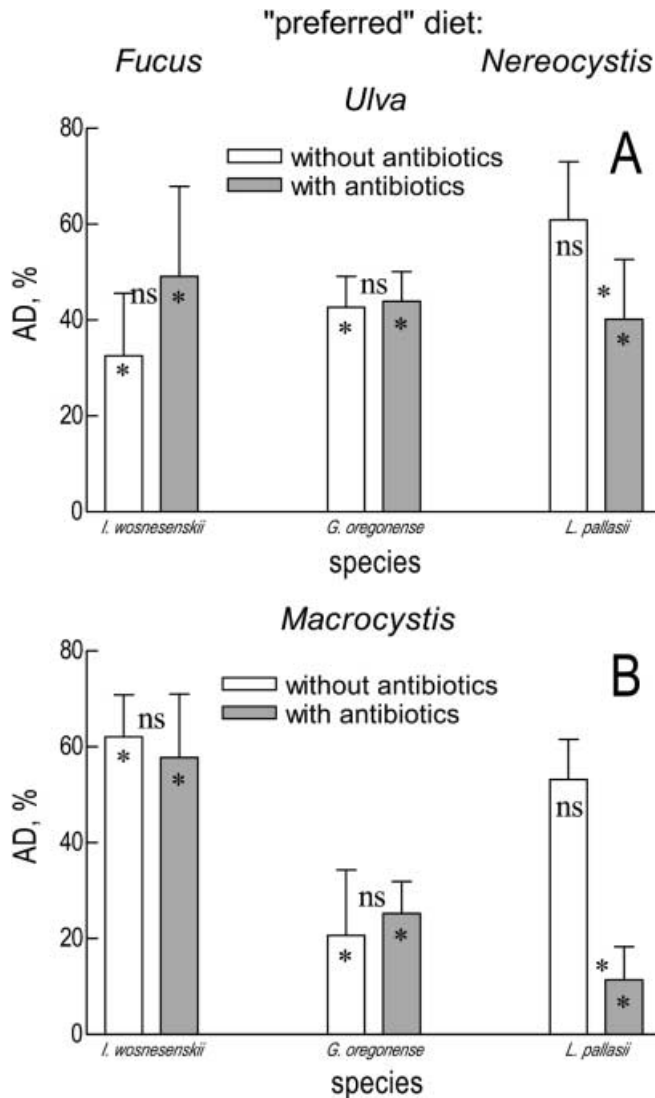 "preferred" diet:
Fucus
Nereocystis
Ulva
80
without antibiotics
A
with antibiotics
60
ns
ns
*
ns
*
AD, %
40
*
*
*
*
20
0
I. wosnesenskii
G. oregonense
L. pallasii
species
Macrocystis
80
without antibiotics
B
with antibiotics
60
ns
*
*
ns
AD, %
40
ns
20
*
*
*
*
0
I. wosnesenskii
G. oregonense
L. pallasii
species